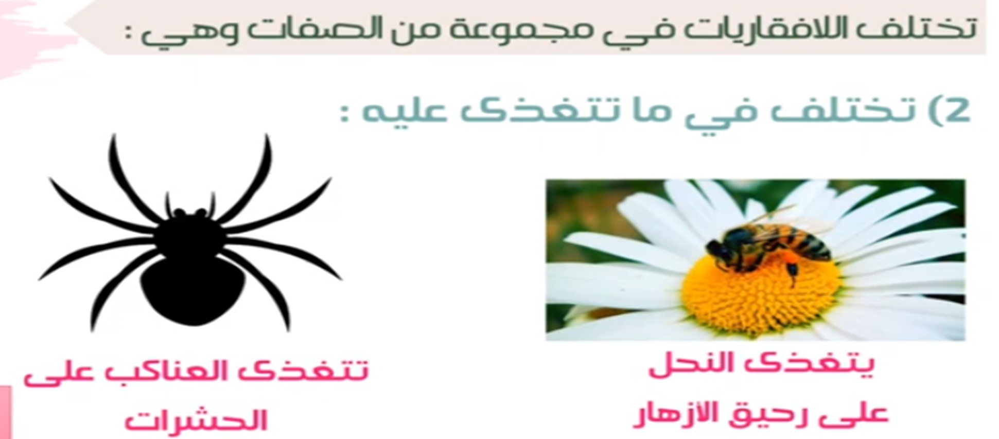 تختلف اللافقاريات في مجموعة من الصفات وهي :
2) تختلف في ما تتغذى عليه :
يتغذى النحل
على رحيق الأزهار
تتغذى العناكب على
الحشرات